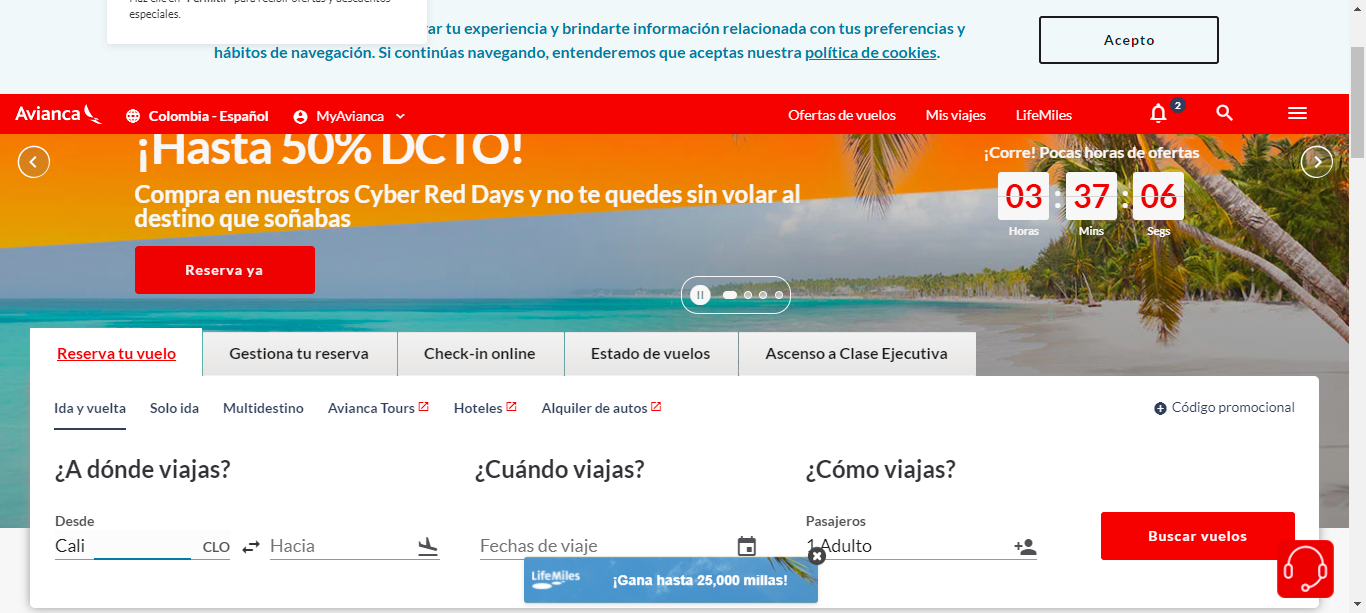 Haz clic en "Permitir" para recibir ofertas y descuentos
especiales.
rar tu experiencia y brindarte información relacionada con tus preferencias y
hábitos de navegación. Si continúas navegando, entenderemos que aceptas nuestra política de cookies.
Acepto
Avianca
Colombia - Español
MyAvianca
Ofertas de vuelos
Mis viajes
LifeMiles
2
¡Hasta 50% DCTO!
Compra en nuestros Cyber Red Days y no te quedes sin volar al
destino que soñabas
Reserva ya
¡Corre! Pocas horas de ofertas
03 : 37 : 06
Horas Mins Segs
Reserva tu vuelo
Gestiona tu reserva
Check-in online
Estado de vuelos
Ascenso a Clase Ejecutiva
Ida y vuelta
Solo ida
Multidestino
Avianca Tours
Hoteles
Alquiler de autos
Código promocional
¿A dónde viajas?
¿Cuándo viajas?
¿Cómo viajas?
Desde
Pasajeros
Cali CLO
Hacia
Fechas de viaje
1 Adulto
Buscar vuelos
LifeMiles
¡Gana hasta 25,000 millas!